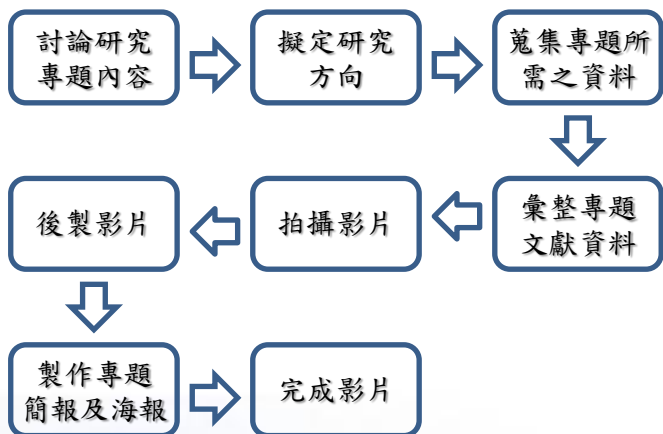 討論研究
專題內容
擬定研究
方向
蒐集專題所
需之資料
彙整專題
文獻資料
拍攝影片
後製影片
製作專題
簡報及海報
完成影片